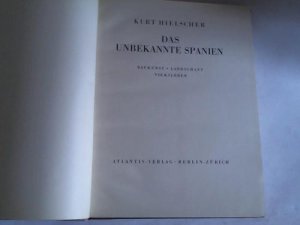 KURT HIELSCHER
DAS
UNBEKANNTE SPANIEN
BAUKUNST • LANDSCHAFT
VOLKSLEBEN
ATLANTIS-VERLAG • BERLIN-ZÜRICH